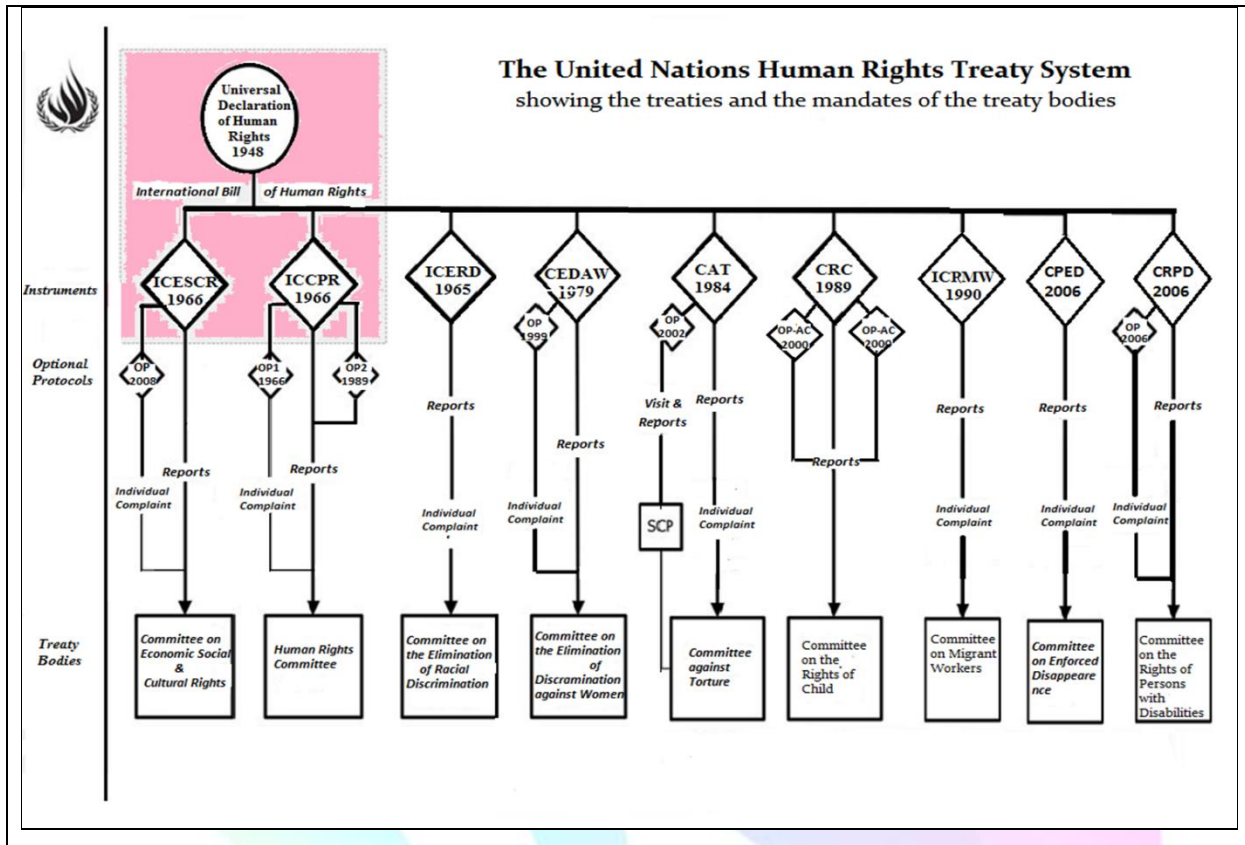 The United Nations Human Rights Treaty System
showing the treaties and the mandates of the treaty bodies
Universal
Declaration
of Human
Rights
1948
International Bill of Human Rights
Instruments
ICESCR
1966
ICCPR
1966
ICERD
1965
CEDAW
1979
CAT
1984
CRC
1989
ICRMW
1990
CPED
2006
CRPD
2006
Optional
Protocols
OP
2008
OP1
1966
OP2
1989
OP
1999
OP
2002
OP-AC
2000
OP-AC
2000
OP
2006
Reports
Individual
Complaint
Reports
Individual
Complaint
Reports
Individual
Complaint
Reports
Individual
Complaint
Visit &
Reports
SCP
Reports
Individual
Complaint
Reports
Reports
Individual
Complaint
Reports
Individual
Complaint
Reports
Individual
Complaint
Treaty
Bodies
Committee on
Economic Social
&
Cultural Rights
Human Rights
Committee
Committee on
the Elimination
of Racial
Discrimination
Committee on
the Elimination
of
Discramination
against Women
Committee
against
Torture
Committee
on the
Rights of
Child
Committee
on Migrant
Workers
Committee
on Enforced
Disappeare
nce
Committee
on the
Rights of
Persons
with
Disabilities